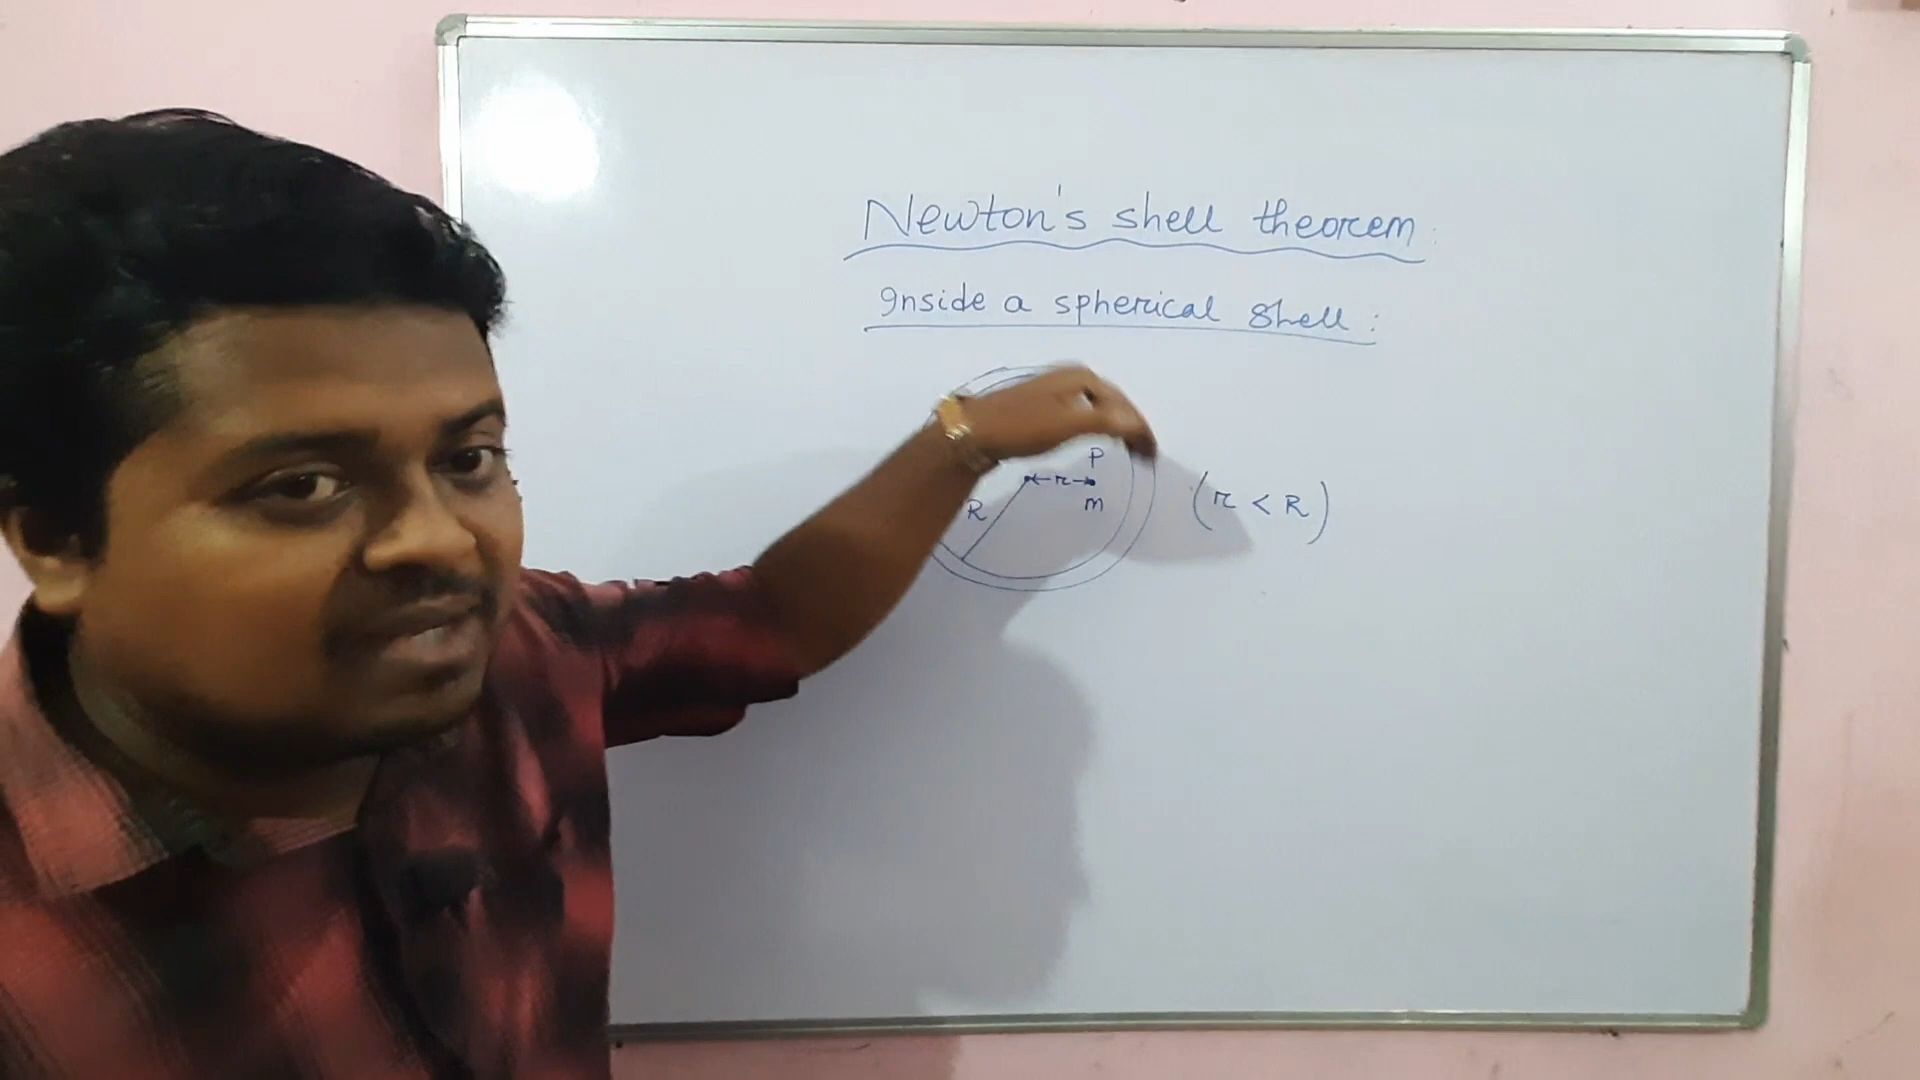 Newton's shell theorem:
Inside a spherical shell:
P
r
R
m
(r < R)